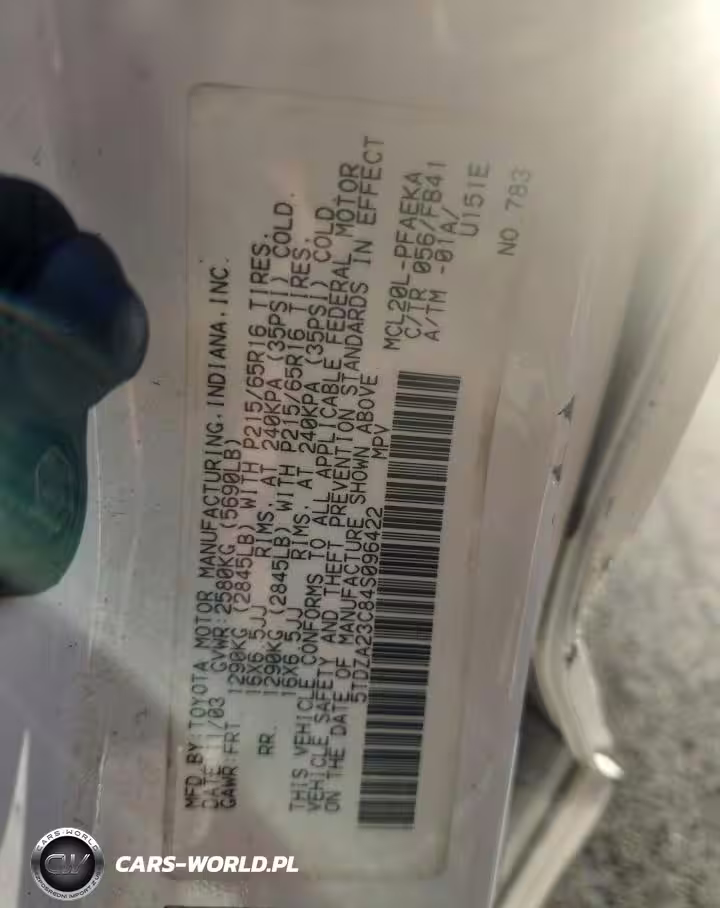 MFD BY:TOYOTA MOTOR MANUFACTURING,INDIANA,INC.
DATE:11/03 GVWR:2580KG (5690LB)
GAWR:FRT 1290KG (2845LB) WITH P215/65R16 TIRES,
16X6.5JJ RIMS, AT 240KPA (35PSI) COLD.
RR. 1290KG (2845LB) WITH P215/65R16 TIRES,
16X6.5JJ RIMS, AT 240KPA (35PSI) COLD.
THIS VEHICLE CONFORMS TO ALL APPLICABLE FEDERAL MOTOR
VEHICLE SAFETY AND THEFT PREVENTION STANDARDS IN EFFECT
ON THE DATE OF MANUFACTURE SHOWN ABOVE.
5TDZA23C84S096422 MPV
MCL20L-PFAEKA
C/TR 056/FB41
A/TM -01A/
U151E
NO 783
CARS-WORLD
CW
CARS-WORLD.PL